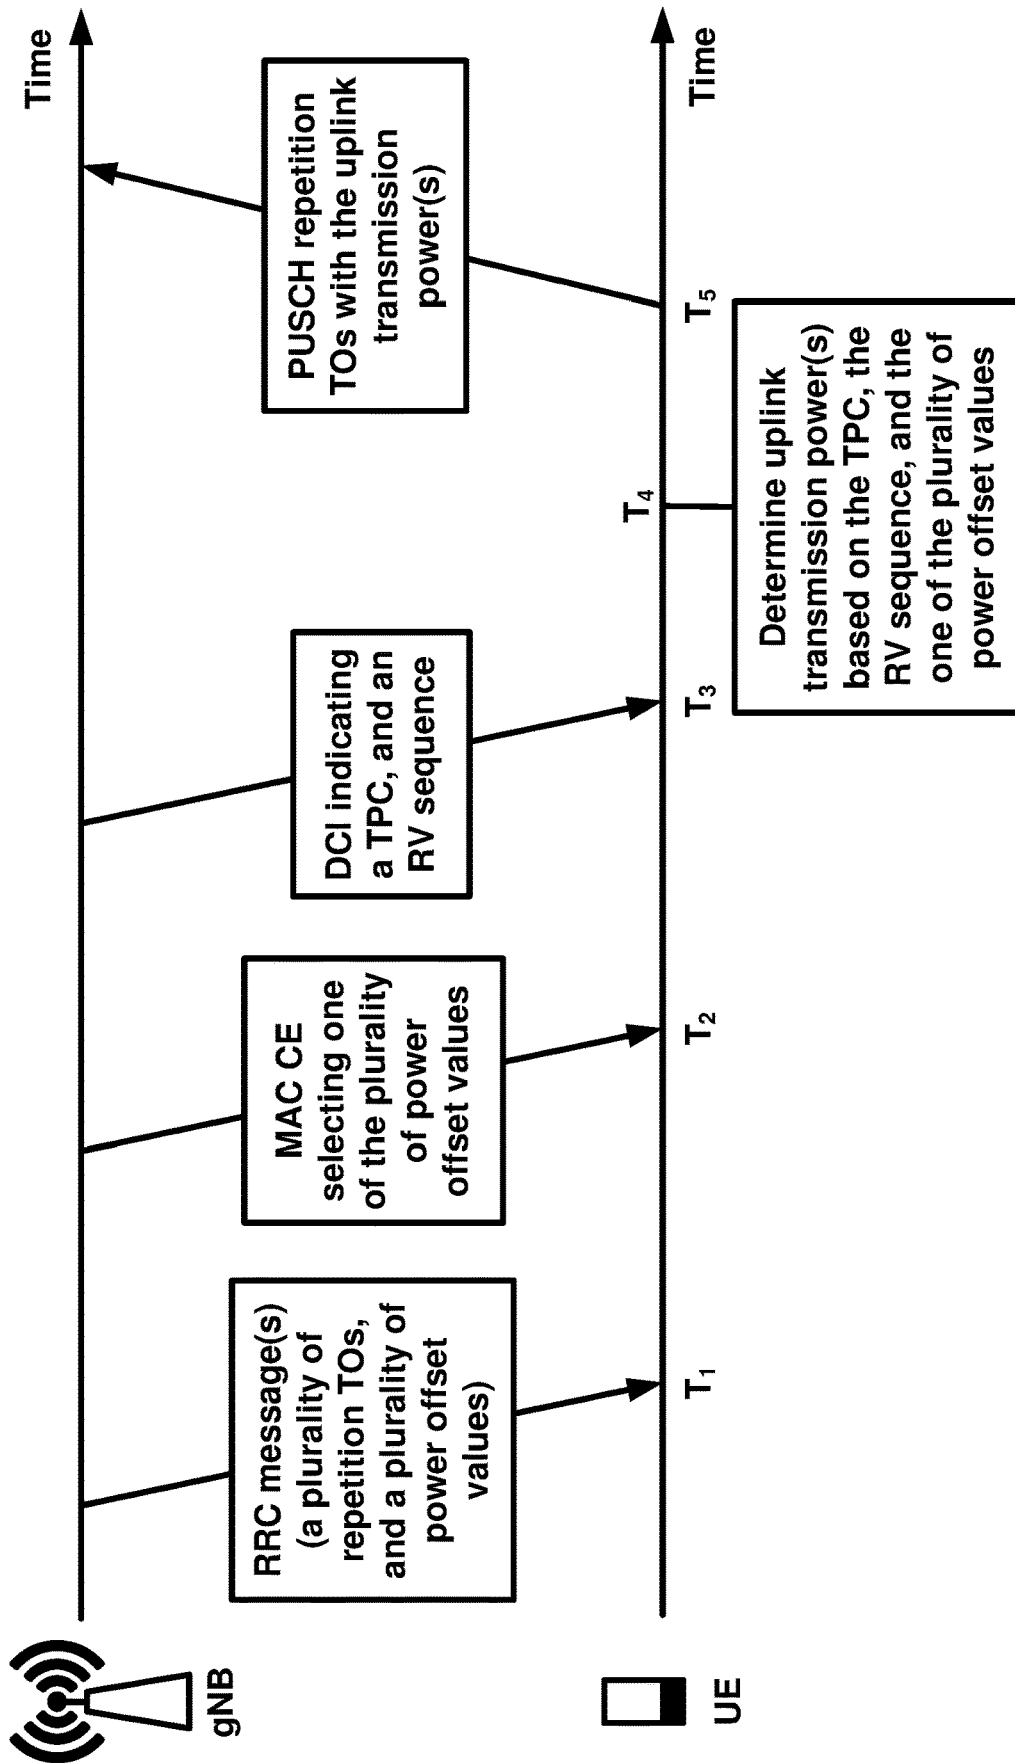 gNB
Time
RRC message(s)
(a plurality of
repetition TOs,
and a plurality of
power offset
values)
MAC CE
selecting one
of the plurality
of power
offset values
DCI indicating
a TPC, and an
RV sequence
PUSCH repetition
TOs with the uplink
transmission
power(s)
UE
T1
T2
T3
T4
T5
Time
Determine uplink
transmission power(s)
based on the TPC, the
RV sequence, and the
one of the plurality of
power offset values